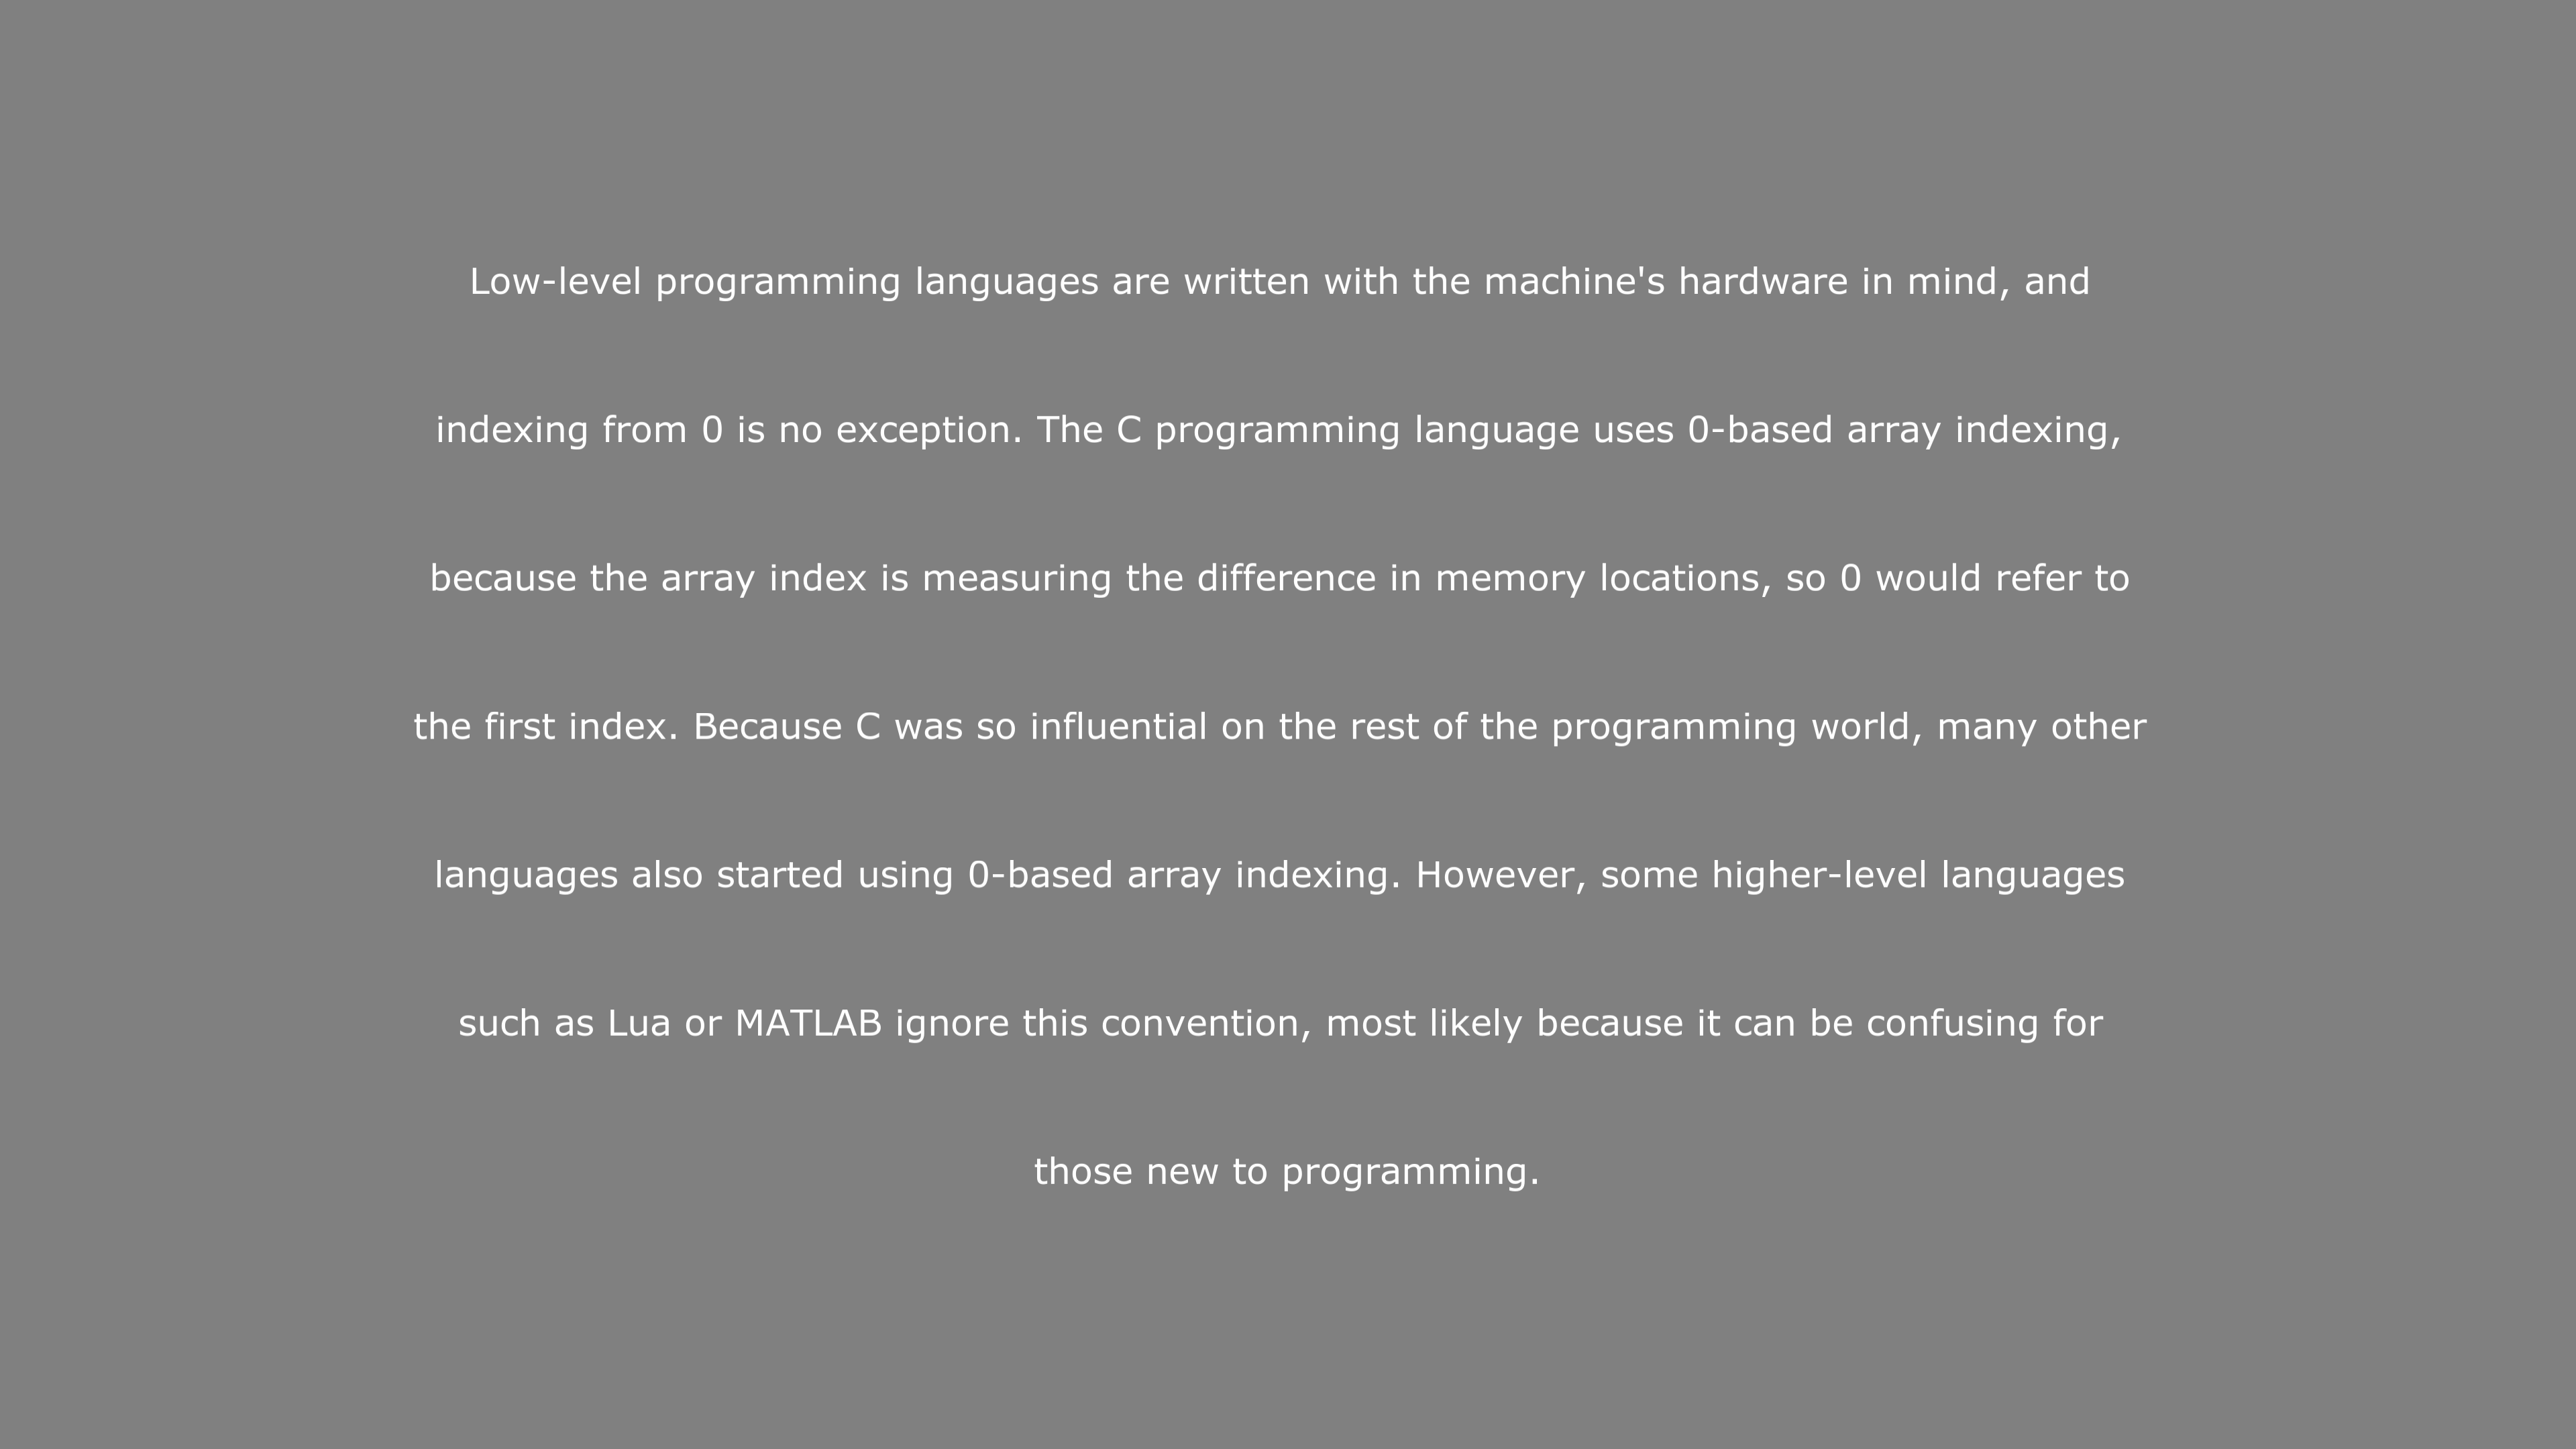 Low-level programming languages are written with the machine's hardware in mind, and
indexing from 0 is no exception. The C programming language uses 0-based array indexing,
because the array index is measuring the difference in memory locations, so 0 would refer to
the first index. Because C was so influential on the rest of the programming world, many other
languages also started using 0-based array indexing. However, some higher-level languages
such as Lua or MATLAB ignore this convention, most likely because it can be confusing for
those new to programming.